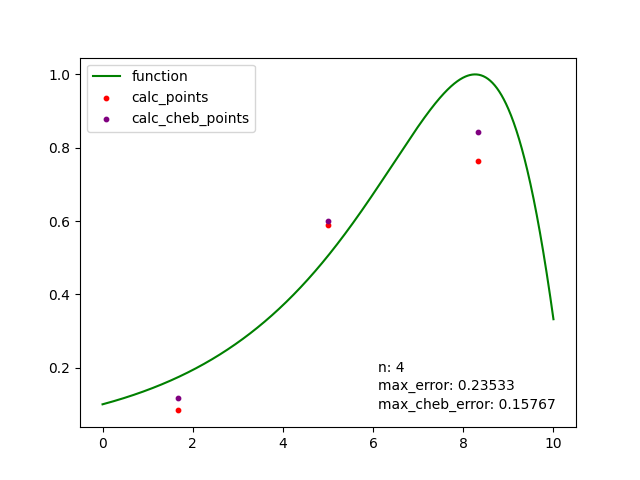 function
calc_points
calc_cheb_points
1.0
0.8
0.6
0.4
0.2
n: 4
max_error: 0.23533
max_cheb_error: 0.15767
0 2 4 6 8 10